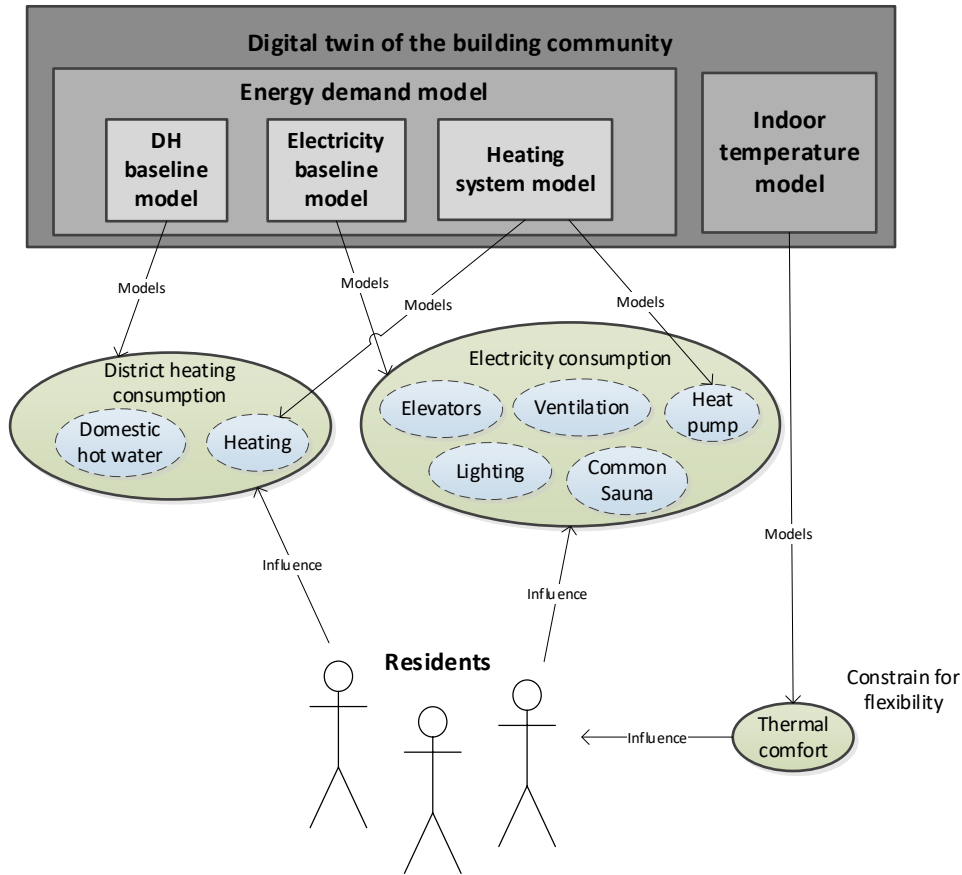 Digital twin of the building community
Energy demand model
DH
baseline
model
Electricity
baseline
model
Heating
system model
Indoor
temperature
model
Models
Models
Models
Models
District heating
consumption
Domestic
hot water
Heating
Electricity consumption
Elevators
Ventilation
Heat
pump
Lighting
Common
Sauna
Models
Influence
Influence
Residents
Constrain for
flexibility
Thermal
comfort
Influence